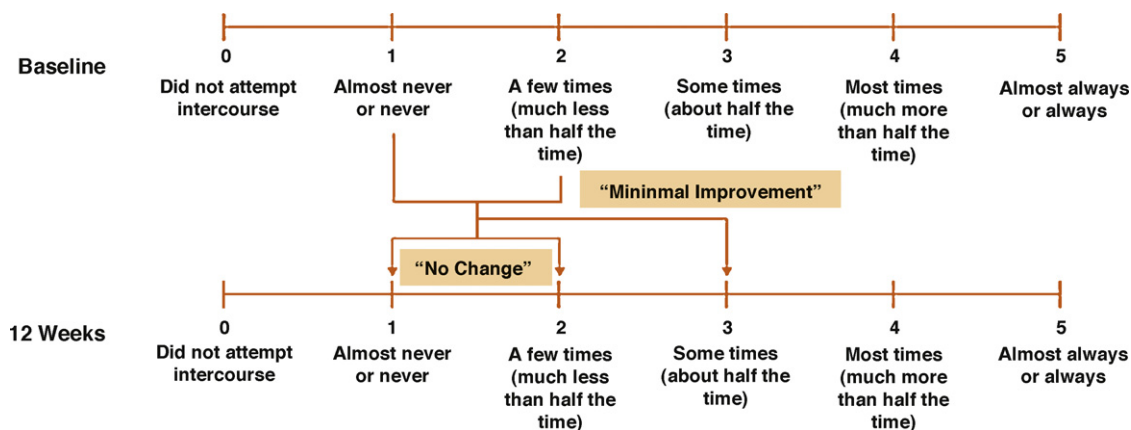 0 1 2 3 4 5
Baseline
Did not attempt
intercourse
Almost never
or never
A few times
(much less
than half the
time)
Some times
(about half the
time)
Most times
(much more
than half the
time)
Almost always
or always
“Mininmal Improvement”
“No Change”
0 1 2 3 4 5
12 Weeks
Did not attempt
intercourse
Almost never
or never
A few times
(much less
than half the
time)
Some times
(about half the
time)
Most times
(much more
than half the
time)
Almost always
or always